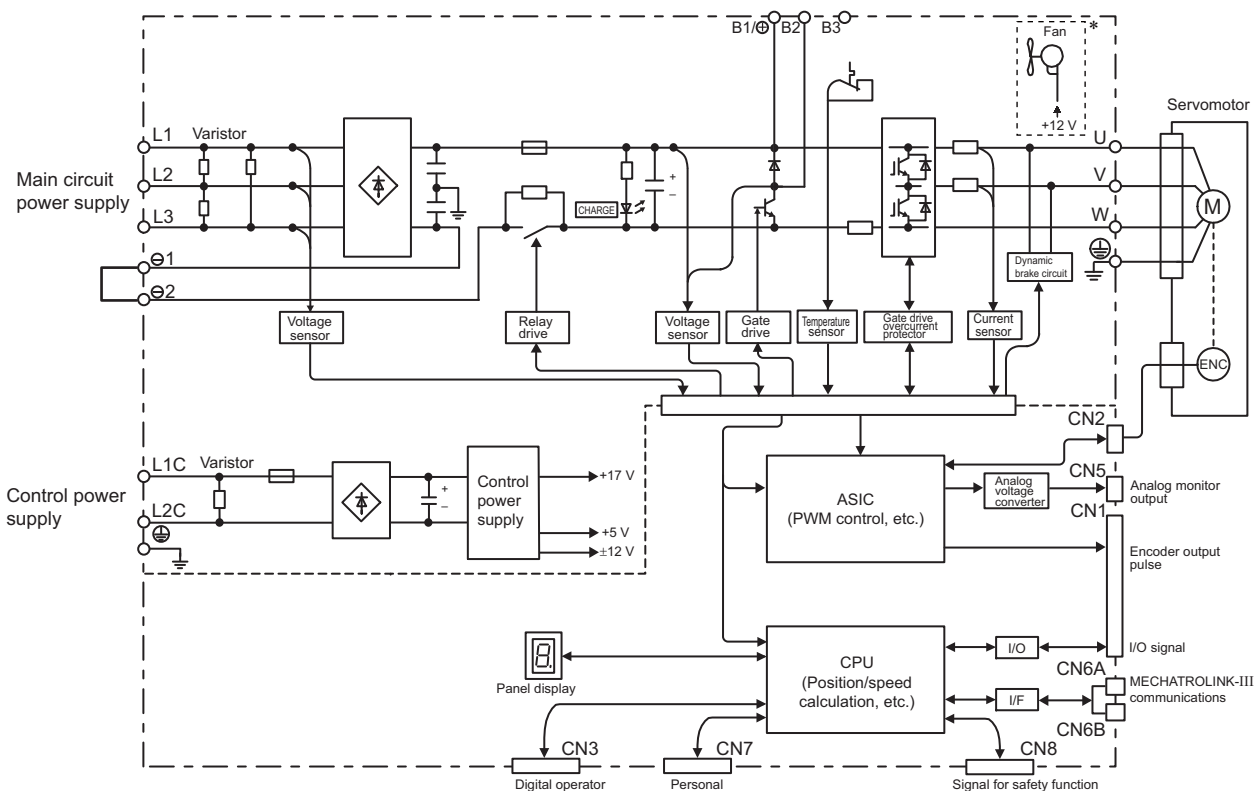 B1/⊕ B2 B3
Fan
*
+12 V
Servomotor
Main circuit
power supply
L1
Varistor
L2
L3
⊖1
⊖2
CHARGE
+
–
U
V
W
M
Dynamic
brake circuit
Voltage
sensor
Relay
drive
Voltage
sensor
Gate
drive
Temperature
sensor
Gate drive
overcurrent
protector
Current
sensor
ENC
CN2
Control power
supply
L1C
Varistor
L2C
+
–
Control
power
supply
+17 V
+5 V
±12 V
ASIC
(PWM control, etc.)
Analog
voltage
converter
CN5
Analog monitor
output
CN1
Encoder output
pulse
8.
Panel display
CPU
(Position/speed
calculation, etc.)
I/O
I/O signal
I/F
CN6A
MECHATROLINK-III
communications
CN6B
CN3
Digital operator
CN7
Personal
CN8
Signal for safety function